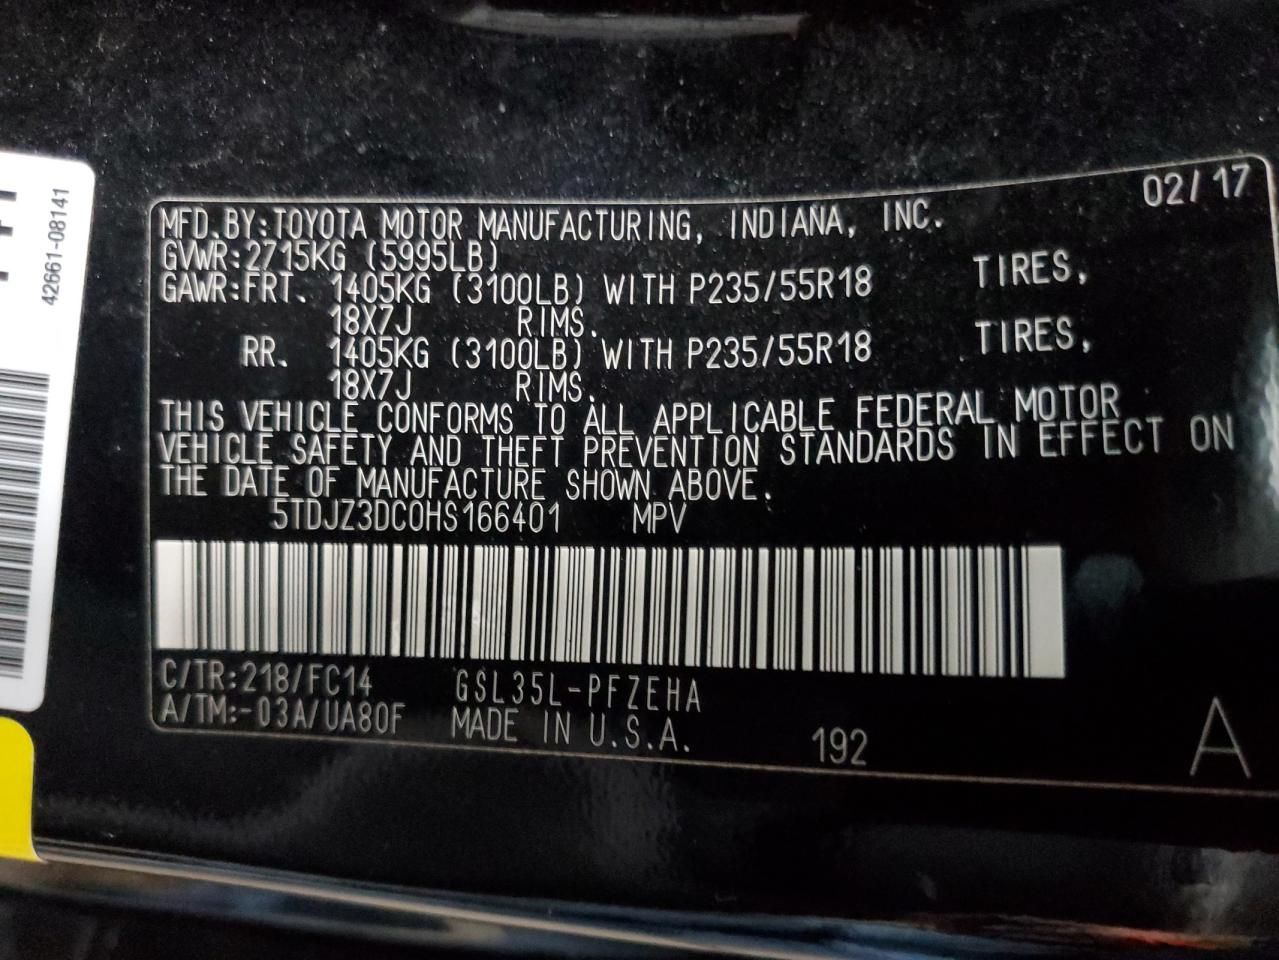 42661-08141
02/17
MFD.BY:TOYOTA MOTOR MANUFACTURING, INDIANA, INC.
GVWR:2715KG (5995LB)
GAWR:FRT. 1405KG (3100LB) WITH P235/55R18 TIRES,
18X7J RIMS.
RR. 1405KG (3100LB) WITH P235/55R18 TIRES,
18X7J RIMS.
THIS VEHICLE CONFORMS TO ALL APPLICABLE FEDERAL MOTOR
VEHICLE SAFETY AND THEFT PREVENTION STANDARDS IN EFFECT ON
THE DATE OF MANUFACTURE SHOWN ABOVE.
5TDJZ3DC0HS166401 MPV
C/TR:218/FC14 GSL35L-PFZEHA
A/TM:-03A/UA80F MADE IN U.S.A. 192 A